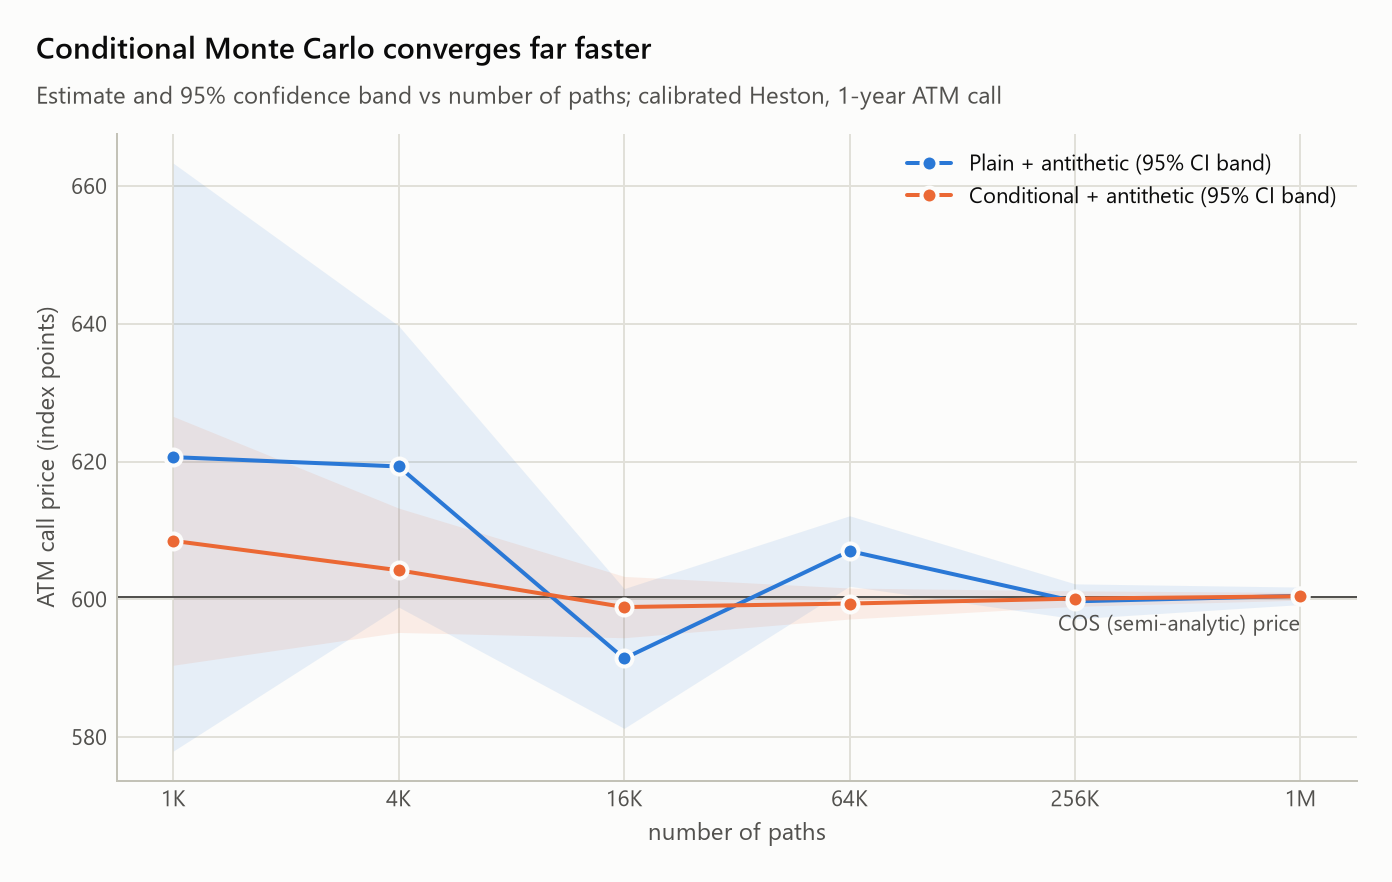 Conditional Monte Carlo converges far faster
Estimate and 95% confidence band vs number of paths; calibrated Heston, 1-year ATM call
Plain + antithetic (95% CI band)
Conditional + antithetic (95% CI band)
ATM call price (index points)
660
640
620
600
580
COS (semi-analytic) price
1K 4K 16K 64K 256K 1M
number of paths